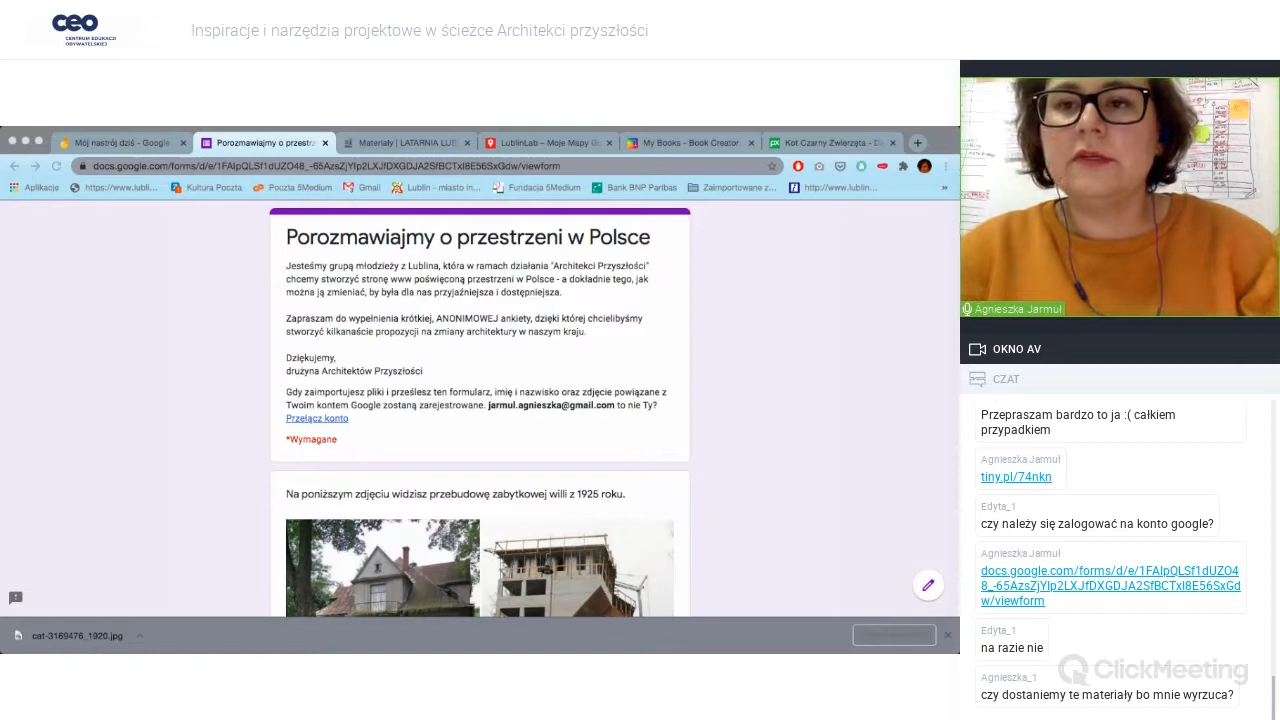 ceo
CENTRUM EDUKACJI
OBYWATELSKIEJ
Inspiracje i narzędzia projektowe w ścieżce Architekci przyszłości
Mój nastrój dziś - Google
Porozmawiajmy o przestrz
Materiały | LATARNIA LUB
LublinLab – Moje Mapy G
My Books - Book Creator
Kot Czarny Zwierzęta - D
docs.google.com/forms/d/e/1FAIpQLSf1dUZO48_-65AzsZjYIp2LXJfDXGDJA2SfBCTxI8E56SxGdw/viewform
Aplikacje
https://www.lubli...
Kultura Poczta
Poczta 5Medium
Gmail
Lublin - miasto in...
Fundacja 5Medium
Bank BNP Paribas
Zaimportowane z...
http://www.lublin...
»
Porozmawiajmy o przestrzeni w Polsce
Jesteśmy grupą młodzieży z Lublina, która w ramach działania "Architekci Przyszłości"
chcemy stworzyć stronę www poświęconą przestrzeni w Polsce - a dokładnie tego, jak
można ją zmieniać, by była dla nas przyjaźniejsza i dostępniejsza.
Zapraszam do wypełnienia krótkiej, ANONIMOWEJ ankiety, dzięki której chcielibyśmy
stworzyć kilkanaście propozycji na zmiany architektury w naszym kraju.
Dziękujemy,
drużyna Architektów Przyszłości
Gdy zaimportujesz pliki i prześlesz ten formularz, imię i nazwisko oraz zdjęcie powiązane z
Twoim kontem Google zostaną zarejestrowane. jarmul.agnieszka@gmail.com to nie Ty?
Przełącz konto
*Wymagane
Na poniższym zdjęciu widzisz przebudowę zabytkowej willi z 1925 roku.
cat-3169476_1920.jpg
Agnieszka Jarmuł
OKNO AV
CZAT
Przepraszam bardzo to ja :( całkiem
przypadkiem
Agnieszka Jarmuł
tiny.pl/74nkn
Edyta_1
czy należy się zalogować na konto google?
Agnieszka Jarmuł
docs.google.com/forms/d/e/1FAIpQLSf1dUZO4
8_-65AzsZjYIp2LXJfDXGDJA2SfBCTxI8E56SxGd
w/viewform
Edyta_1
na razie nie
Agnieszka_1
czy dostaniemy te materiały bo mnie wyrzuca?
ClickMeeting